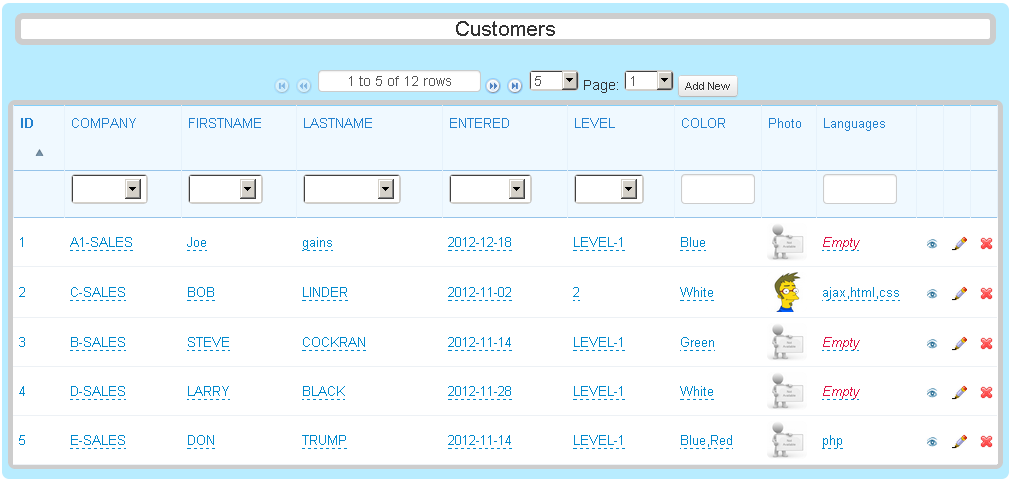 Customers
1 to 5 of 12 rows 5 Page: 1 Add New
ID COMPANY FIRSTNAME LASTNAME ENTERED LEVEL COLOR Photo Languages
1 A1-SALES Joe gains 2012-12-18 LEVEL-1 Blue Empty
2 C-SALES BOB LINDER 2012-11-02 2 White ajax,html,css
3 B-SALES STEVE COCKRAN 2012-11-14 LEVEL-1 Green Empty
4 D-SALES LARRY BLACK 2012-11-28 LEVEL-1 White Empty
5 E-SALES DON TRUMP 2012-11-14 LEVEL-1 Blue,Red php